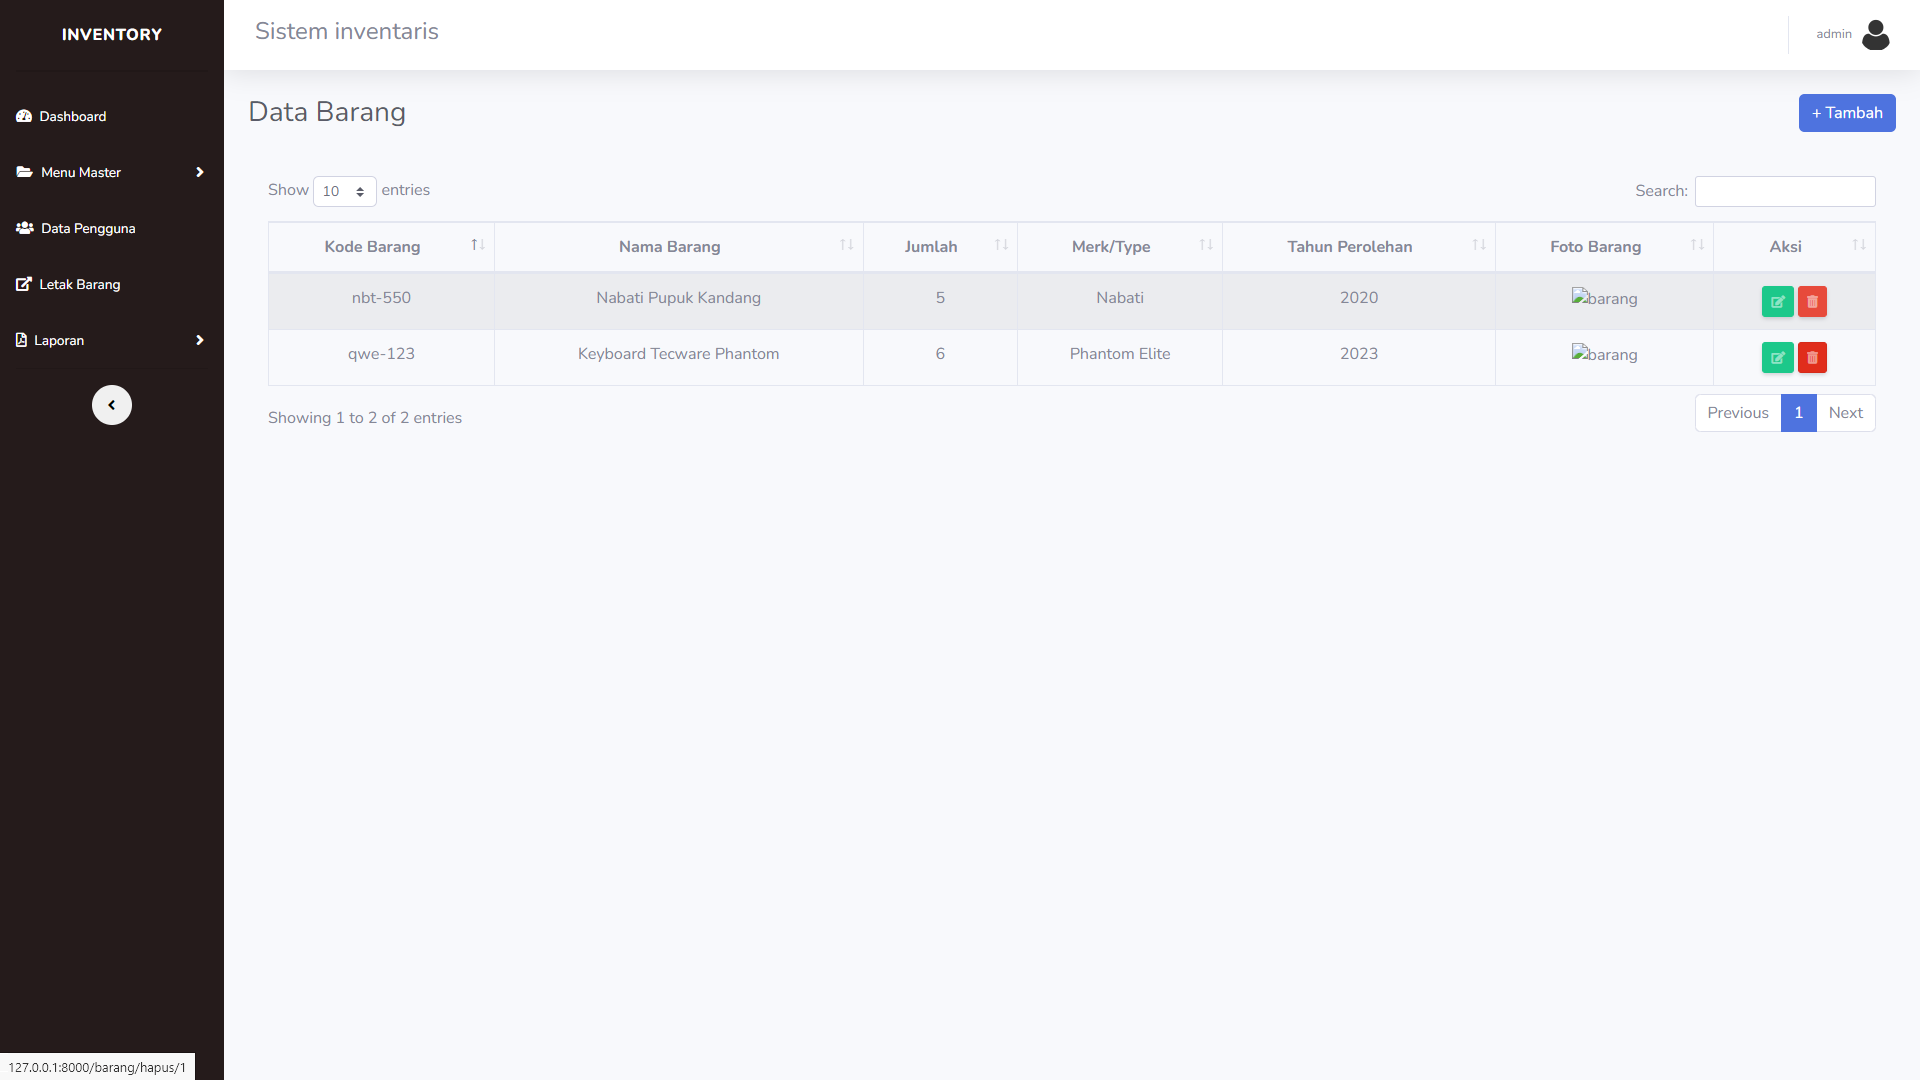 INVENTORY
Sistem inventaris
admin
Dashboard
Menu Master
Data Pengguna
Letak Barang
Laporan
Data Barang
+ Tambah
Show 10 entries
Search:
Kode Barang Nama Barang Jumlah Merk/Type Tahun Perolehan Foto Barang Aksi
nbt-550 Nabati Pupuk Kandang 5 Nabati 2020 barang
qwe-123 Keyboard Tecware Phantom 6 Phantom Elite 2023 barang
Showing 1 to 2 of 2 entries
Previous 1 Next
127.0.0.1:8000/barang/hapus/1